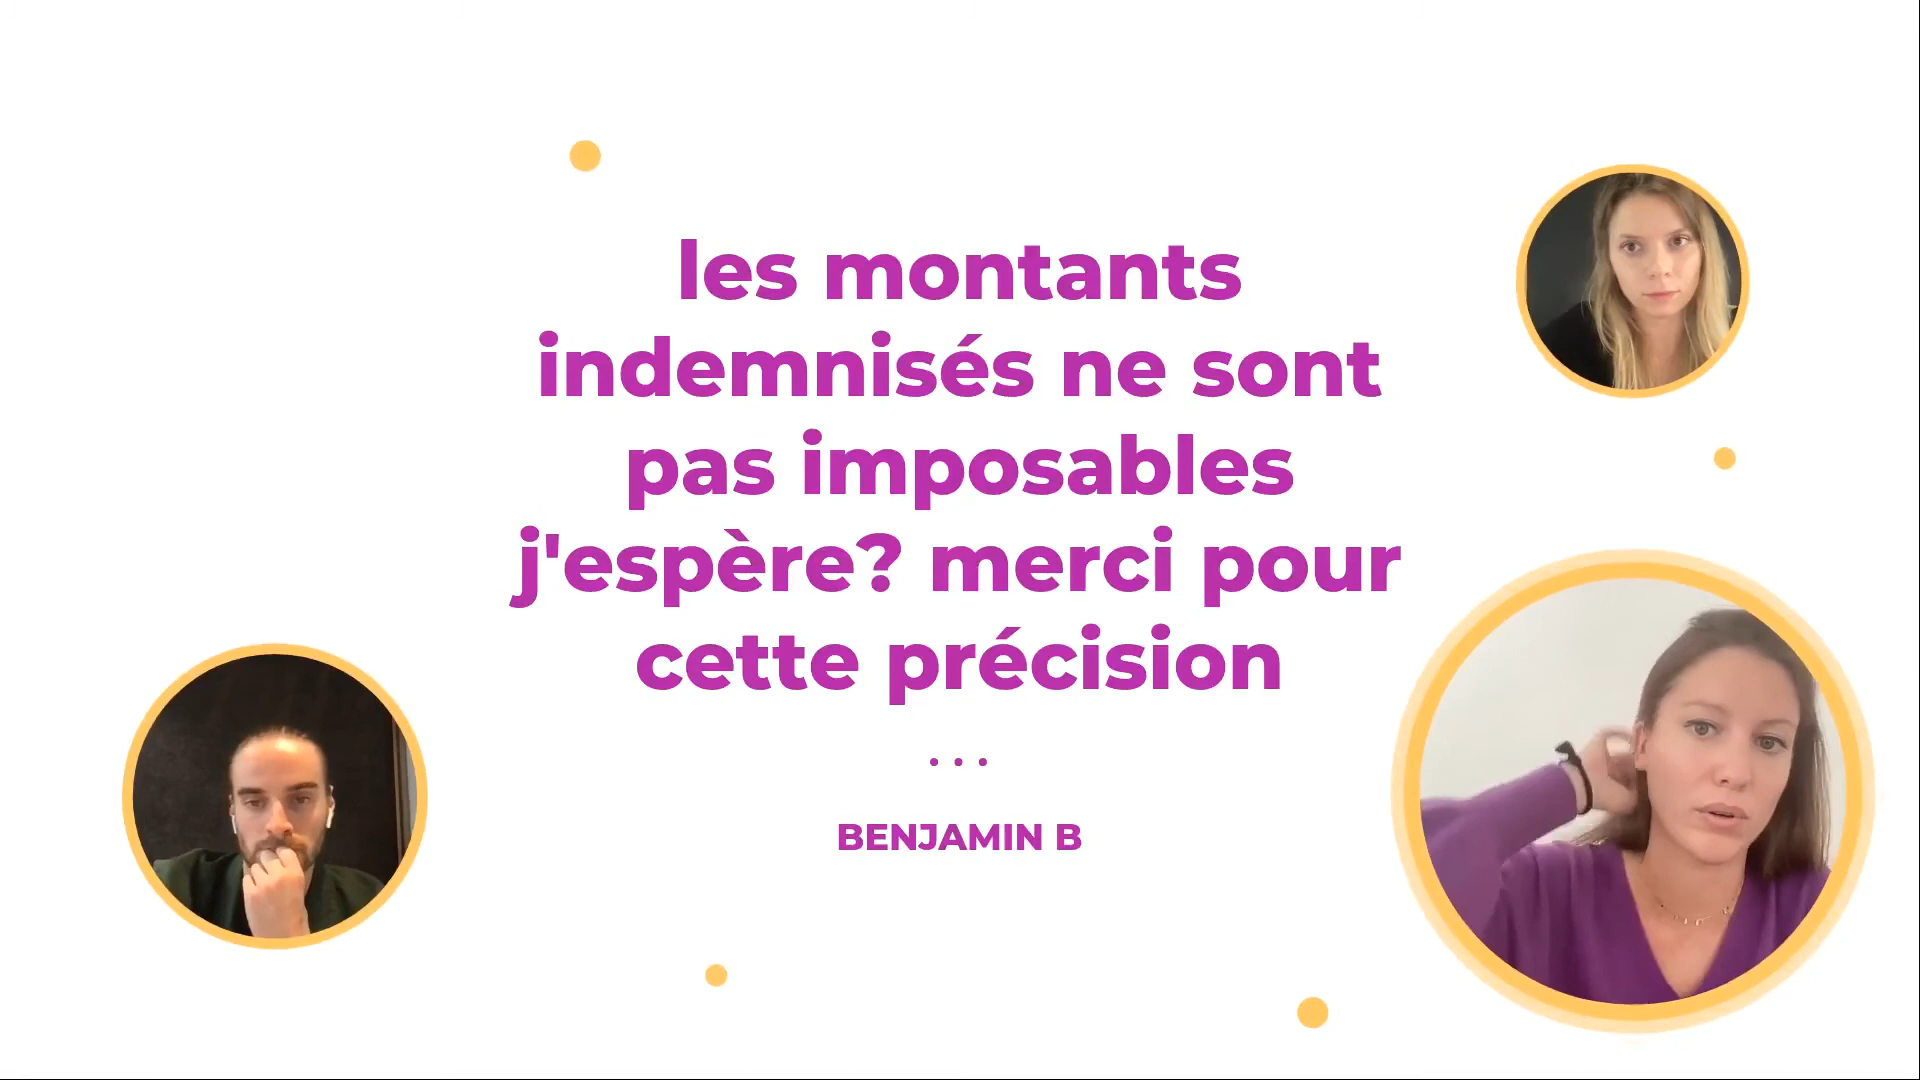 les montants
indemnisés ne sont
pas imposables
j'espère? merci pour
cette précision
...
BENJAMIN B